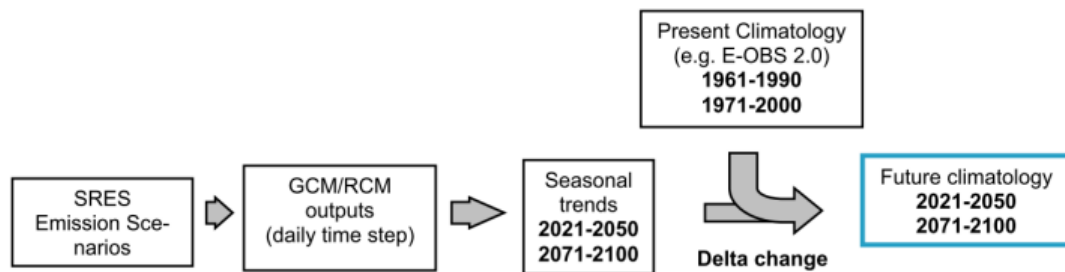 Present Climatology
(e.g. E-OBS 2.0)
1961-1990
1971-2000
SRES
Emission Sce-
narios
GCM/RCM
outputs
(daily time step)
Seasonal
trends
2021-2050
2071-2100
Delta change
Future climatology
2021-2050
2071-2100